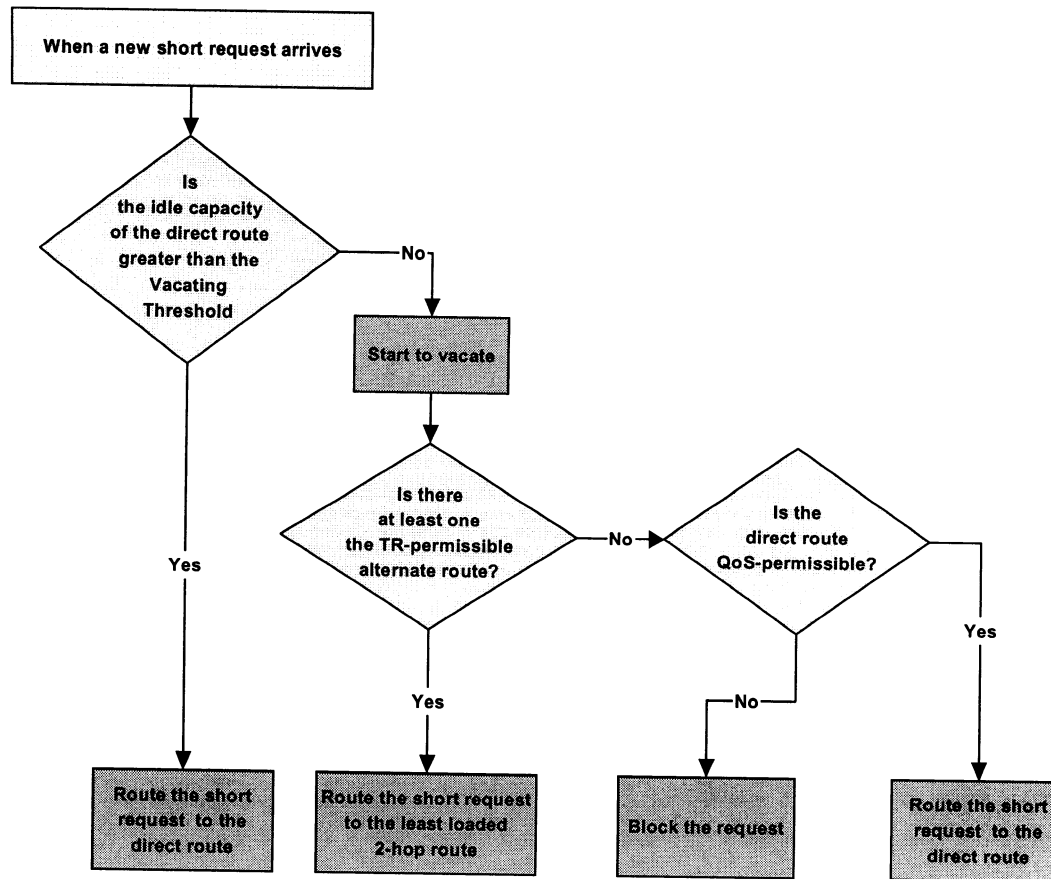 When a new short request arrives
Is
the idle capacity
of the direct route
greater than the
Vacating
Threshold
No
Start to vacate
Is there
at least one
the TR-permissible
alternate route?
No
Is the
direct route
QoS-permissible?
Yes
Yes
Yes
No
Route the short
request to the
direct route
Route the short request
to the least loaded
2-hop route
Block the request
Route the short
request to the
direct route